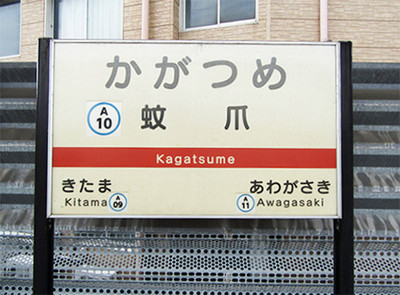 かがつめ
A
10
蚊爪
Kagatsume
きたま
Kitama
A
09
あわがさき
A
11
Awagasaki